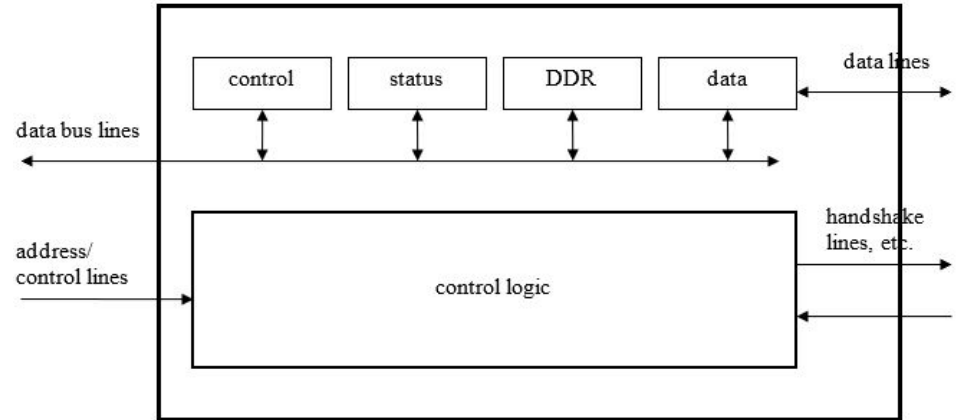 control
status
DDR
data
data lines
data bus lines
handshake
lines, etc.
address/
control lines
control logic